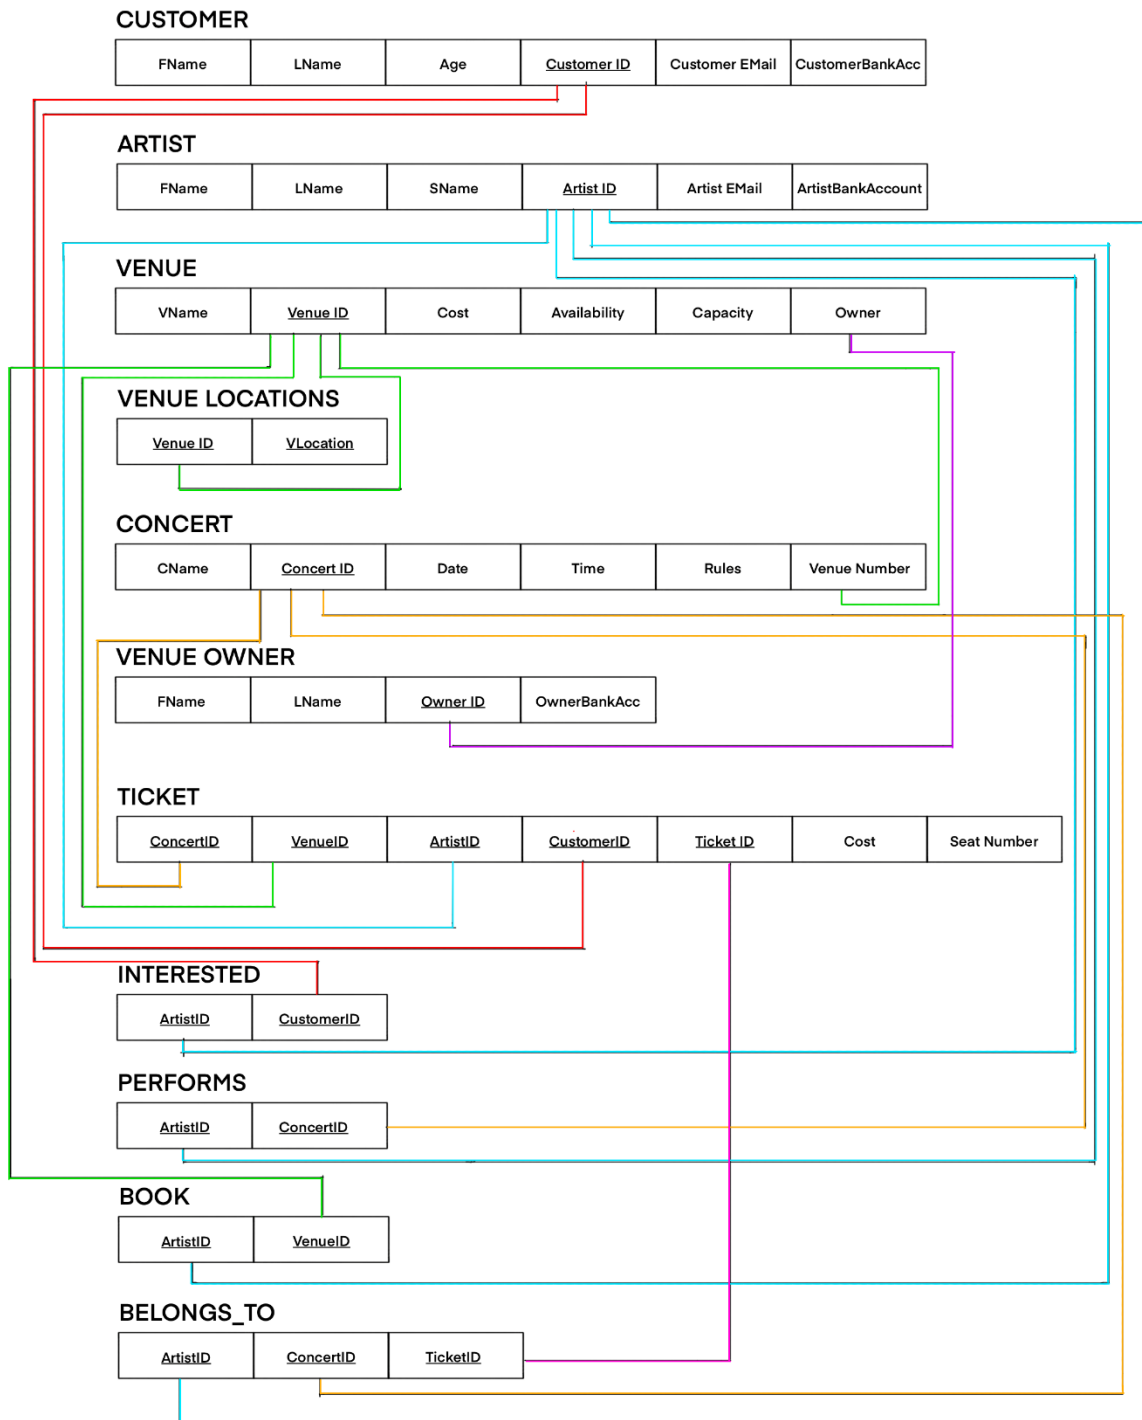 CUSTOMER
FName LName Age Customer ID Customer EMail CustomerBankAcc
ARTIST
FName LName SName Artist ID Artist EMail ArtistBankAccount
VENUE
VName Venue ID Cost Availability Capacity Owner
VENUE LOCATIONS
Venue ID VLocation
CONCERT
CName Concert ID Date Time Rules Venue Number
VENUE OWNER
FName LName Owner ID OwnerBankAcc
TICKET
ConcertID VenueID ArtistID CustomerID Ticket ID Cost Seat Number
INTERESTED
ArtistID CustomerID
PERFORMS
ArtistID ConcertID
BOOK
ArtistID VenueID
BELONGS_TO
ArtistID ConcertID TicketID